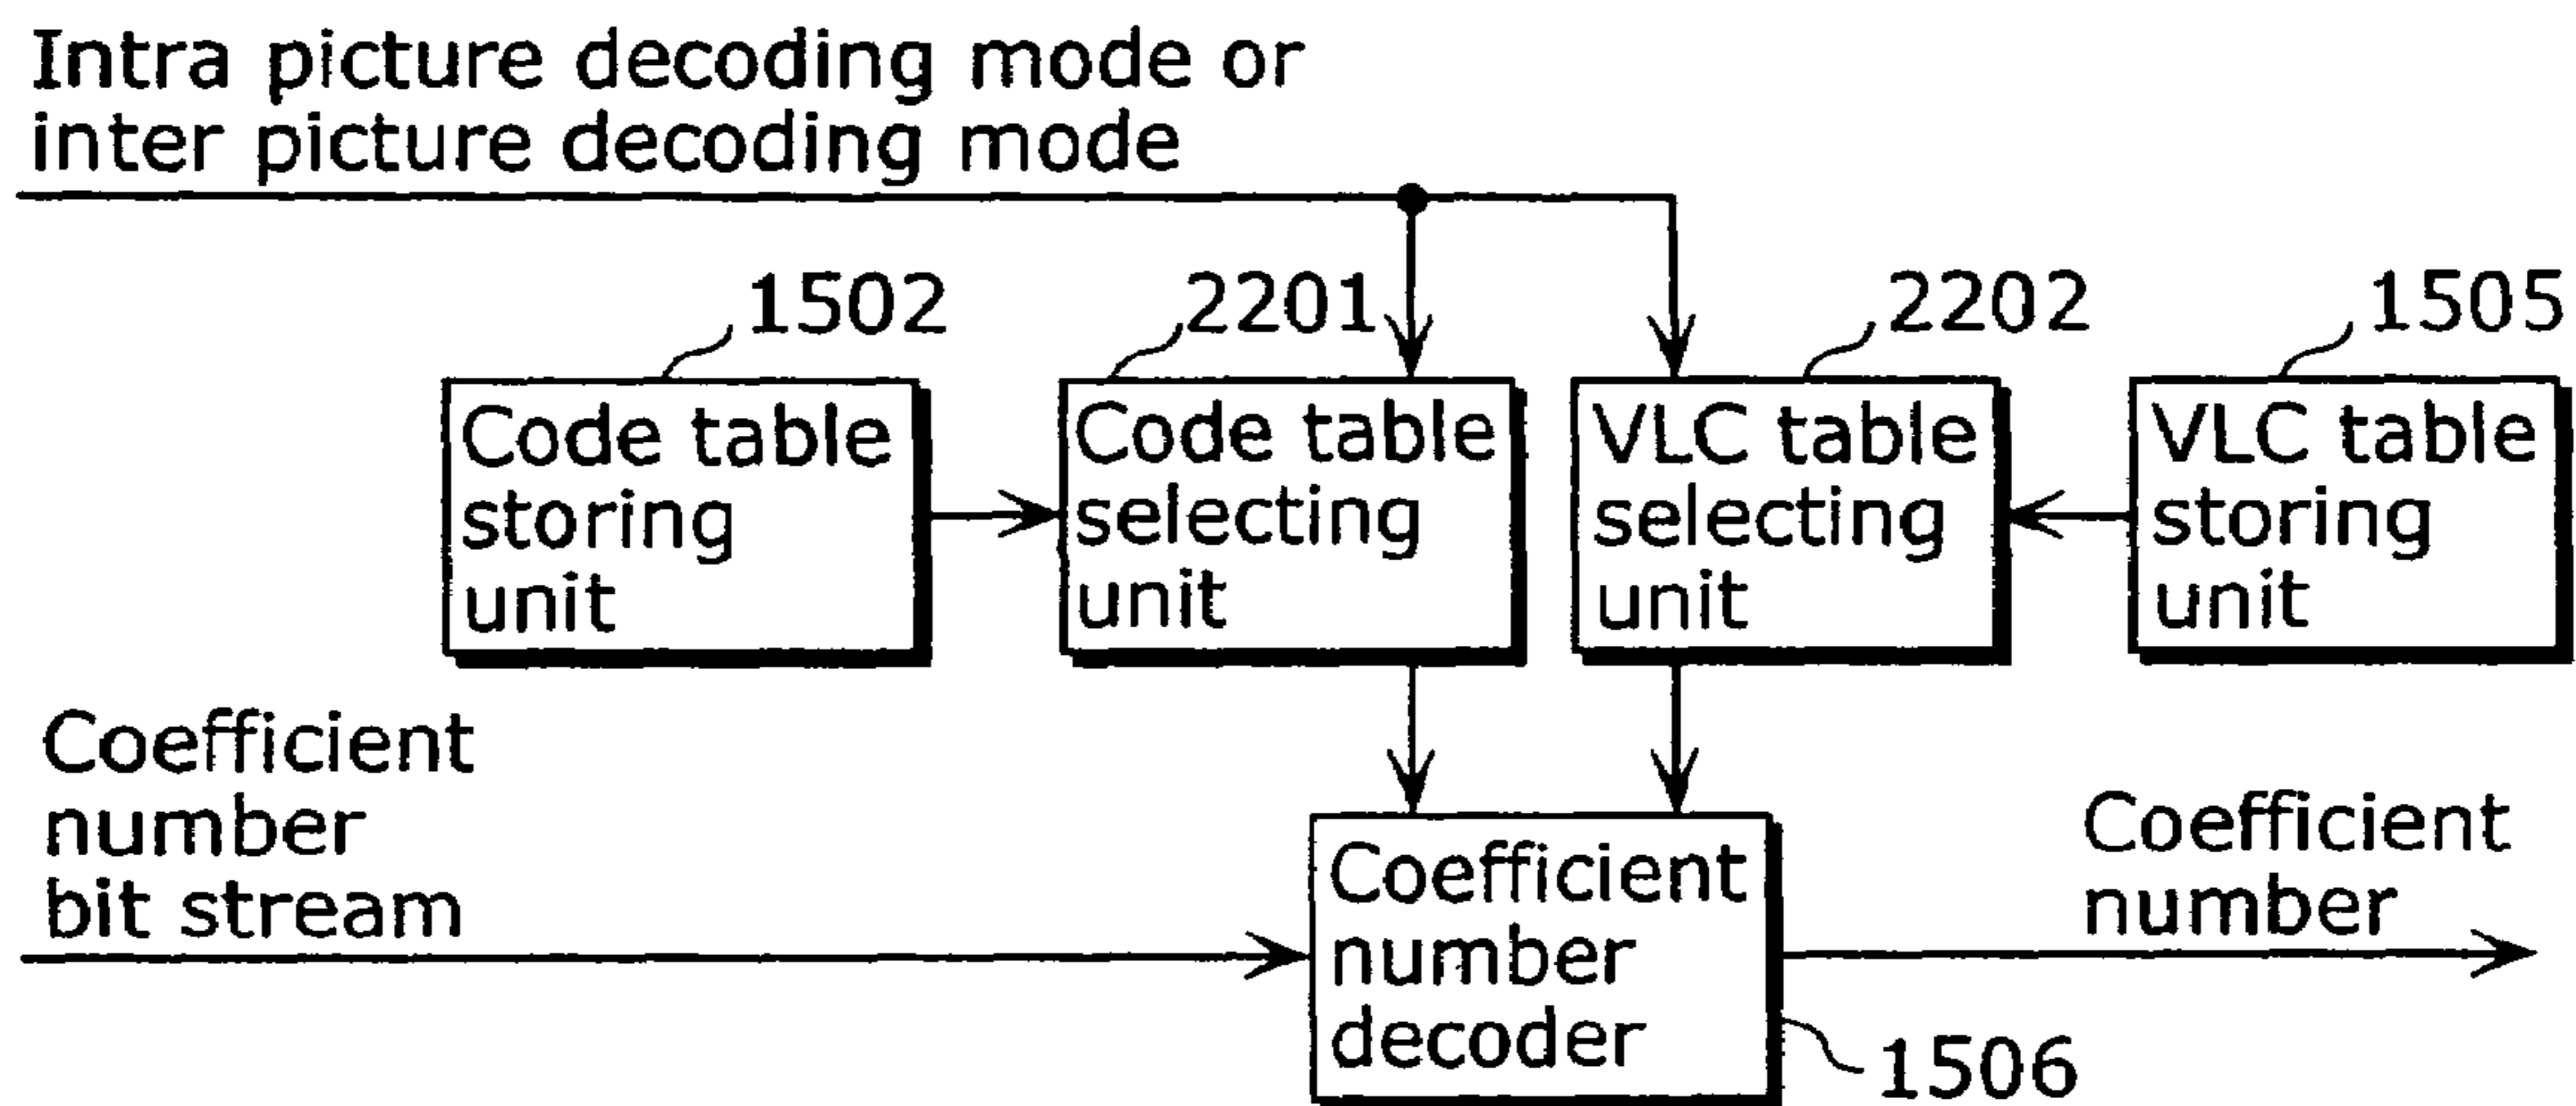 Intra picture decoding mode or
inter picture decoding mode
1502
2201
2202
1505
Code table
storing
unit
Code table
selecting
unit
VLC table
selecting
unit
VLC table
storing
unit
Coefficient
number
bit stream
Coefficient
number
decoder
Coefficient
number
1506